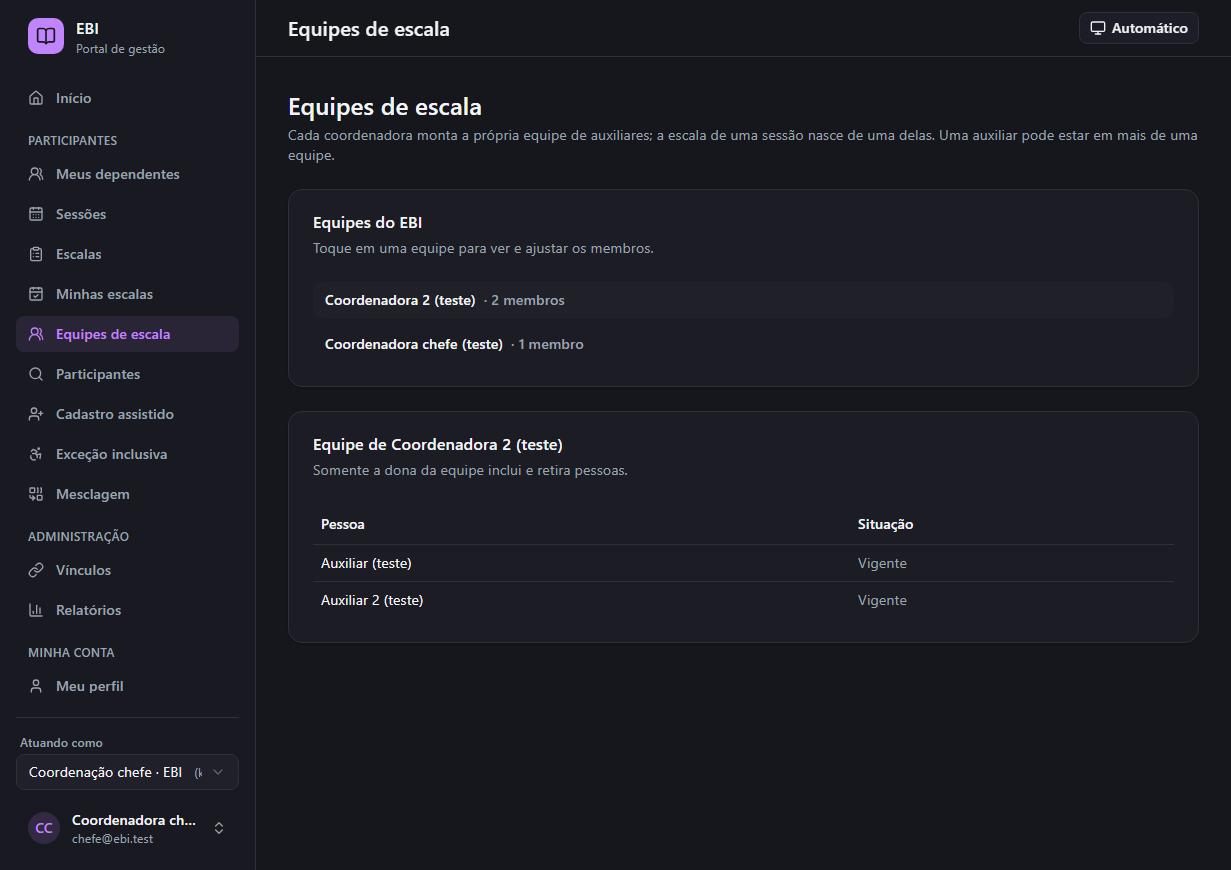 EBI
Portal de gestão
Início
PARTICIPANTES
Meus dependentes
Sessões
Escalas
Minhas escalas
Equipes de escala
Participantes
Cadastro assistido
Exceção inclusiva
Mesclagem
ADMINISTRAÇÃO
Vínculos
Relatórios
MINHA CONTA
Meu perfil
Atuando como
Coordenação chefe · EBI
CC
Coordenadora ch...
chefe@ebi.test
Equipes de escala
Automático
Equipes de escala
Cada coordenadora monta a própria equipe de auxiliares; a escala de uma sessão nasce de uma delas. Uma auxiliar pode estar em mais de uma
equipe.
Equipes do EBI
Toque em uma equipe para ver e ajustar os membros.
Coordenadora 2 (teste) · 2 membros
Coordenadora chefe (teste) · 1 membro
Equipe de Coordenadora 2 (teste)
Somente a dona da equipe inclui e retira pessoas.
Pessoa Situação
Auxiliar (teste) Vigente
Auxiliar 2 (teste) Vigente